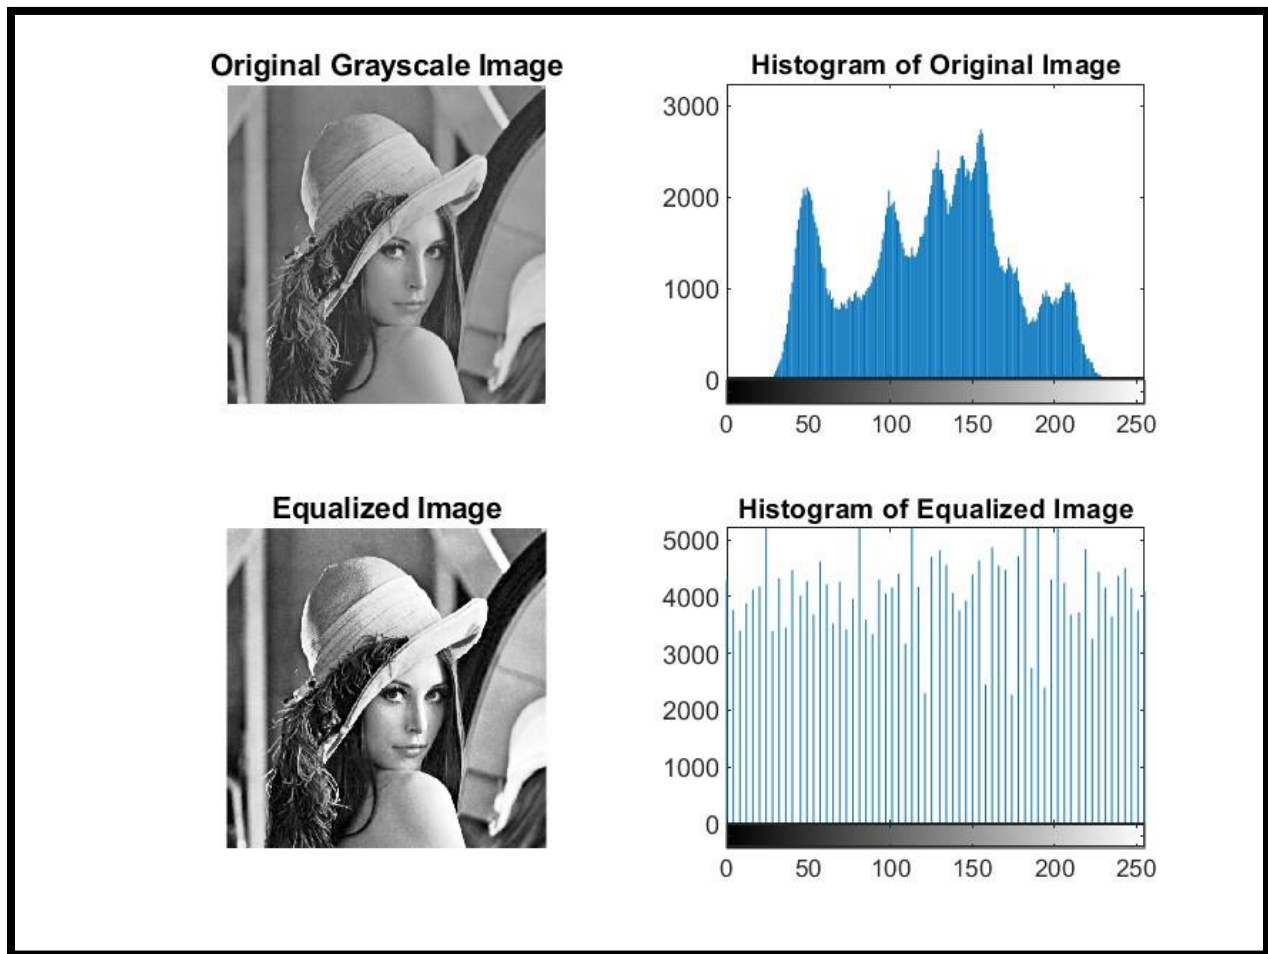 Original Grayscale Image
Histogram of Original Image
3000
2000
1000
0
0 50 100 150 200 250
Equalized Image
Histogram of Equalized Image
5000
4000
3000
2000
1000
0
0 50 100 150 200 250